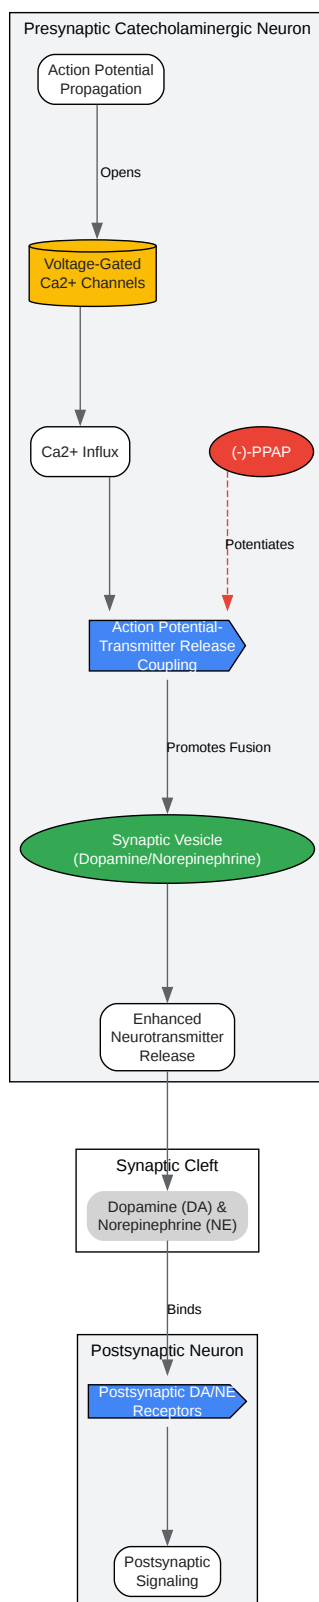 Presynaptic Catecholaminergic Neuron
Action Potential
Propagation
Opens
Voltage-Gated
Ca2+ Channels
Ca2+ Influx
(-)-PPAP
Potentiates
Action Potential-
Transmitter Release
Coupling
Promotes Fusion
Synaptic Vesicle
(Dopamine/Norepinephrine)
Enhanced
Neurotransmitter
Release
Synaptic Cleft
Dopamine (DA) &
Norepinephrine (NE)
Binds
Postsynaptic Neuron
Postsynaptic DA/NE
Receptors
Postsynaptic
Signaling